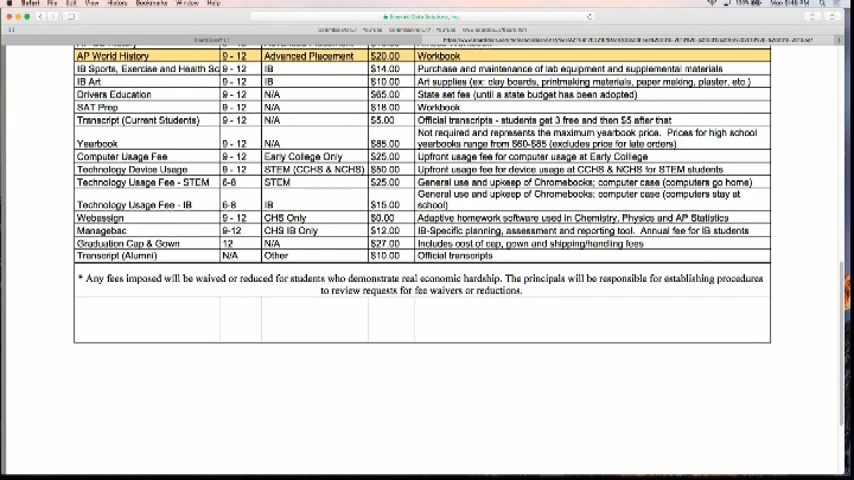 Safari File Edit View History Bookmarks Window Help
Emerald Data Solutions, Inc.
AP World History 9 - 12 Advanced Placement $20.00 Workbook
IB Sports, Exercise and Health Sc 9 - 12 IB $14.00 Purchase and maintenance of lab equipment and supplemental materials
IB Art 9 - 12 IB $10.00 Art supplies (ex: clay boards, printmaking materials, paper making, plaster, etc.)
Drivers Education 9 - 12 N/A $65.00 State set fee (until a state budget has been adopted)
SAT Prep 9 - 12 N/A $18.00 Workbook
Transcript (Current Students) 9 - 12 N/A $5.00 Official transcripts - students get 3 free and then $5 after that
Not required and represents the maximum yearbook price. Prices for high school
Yearbook 9 - 12 N/A $85.00 yearbooks range from $60-$85 (excludes price for late orders)
Computer Usage Fee 9 - 12 Early College Only $25.00 Upfront usage fee for computer usage at Early College
Technology Device Usage 9 - 12 STEM (CCHS & NCHS) $50.00 Upfront usage fee for device usage at CCHS & NCHS for STEM students
Technology Usage Fee - STEM 6-8 STEM $25.00 General use and upkeep of Chromebooks; computer case (computers go home)
General use and upkeep of Chromebooks; computer case (computers stay at
Technology Usage Fee - IB 6-8 IB $15.00 school)
Webassign 9 - 12 CHS Only $0.00 Adaptive homework software used in Chemistry, Physics and AP Statistics
Managebac 9-12 CHS IB Only $12.00 IB-Specific planning, assessment and reporting tool. Annual fee for IB students
Graduation Cap & Gown 12 N/A $27.00 Includes cost of cap, gown and shipping/handling fees
Transcript (Alumni) N/A Other $10.00 Official transcripts
* Any fees imposed will be waived or reduced for students who demonstrate real economic hardship. The principals will be responsible for establishing procedures
to review requests for fee waivers or reductions.